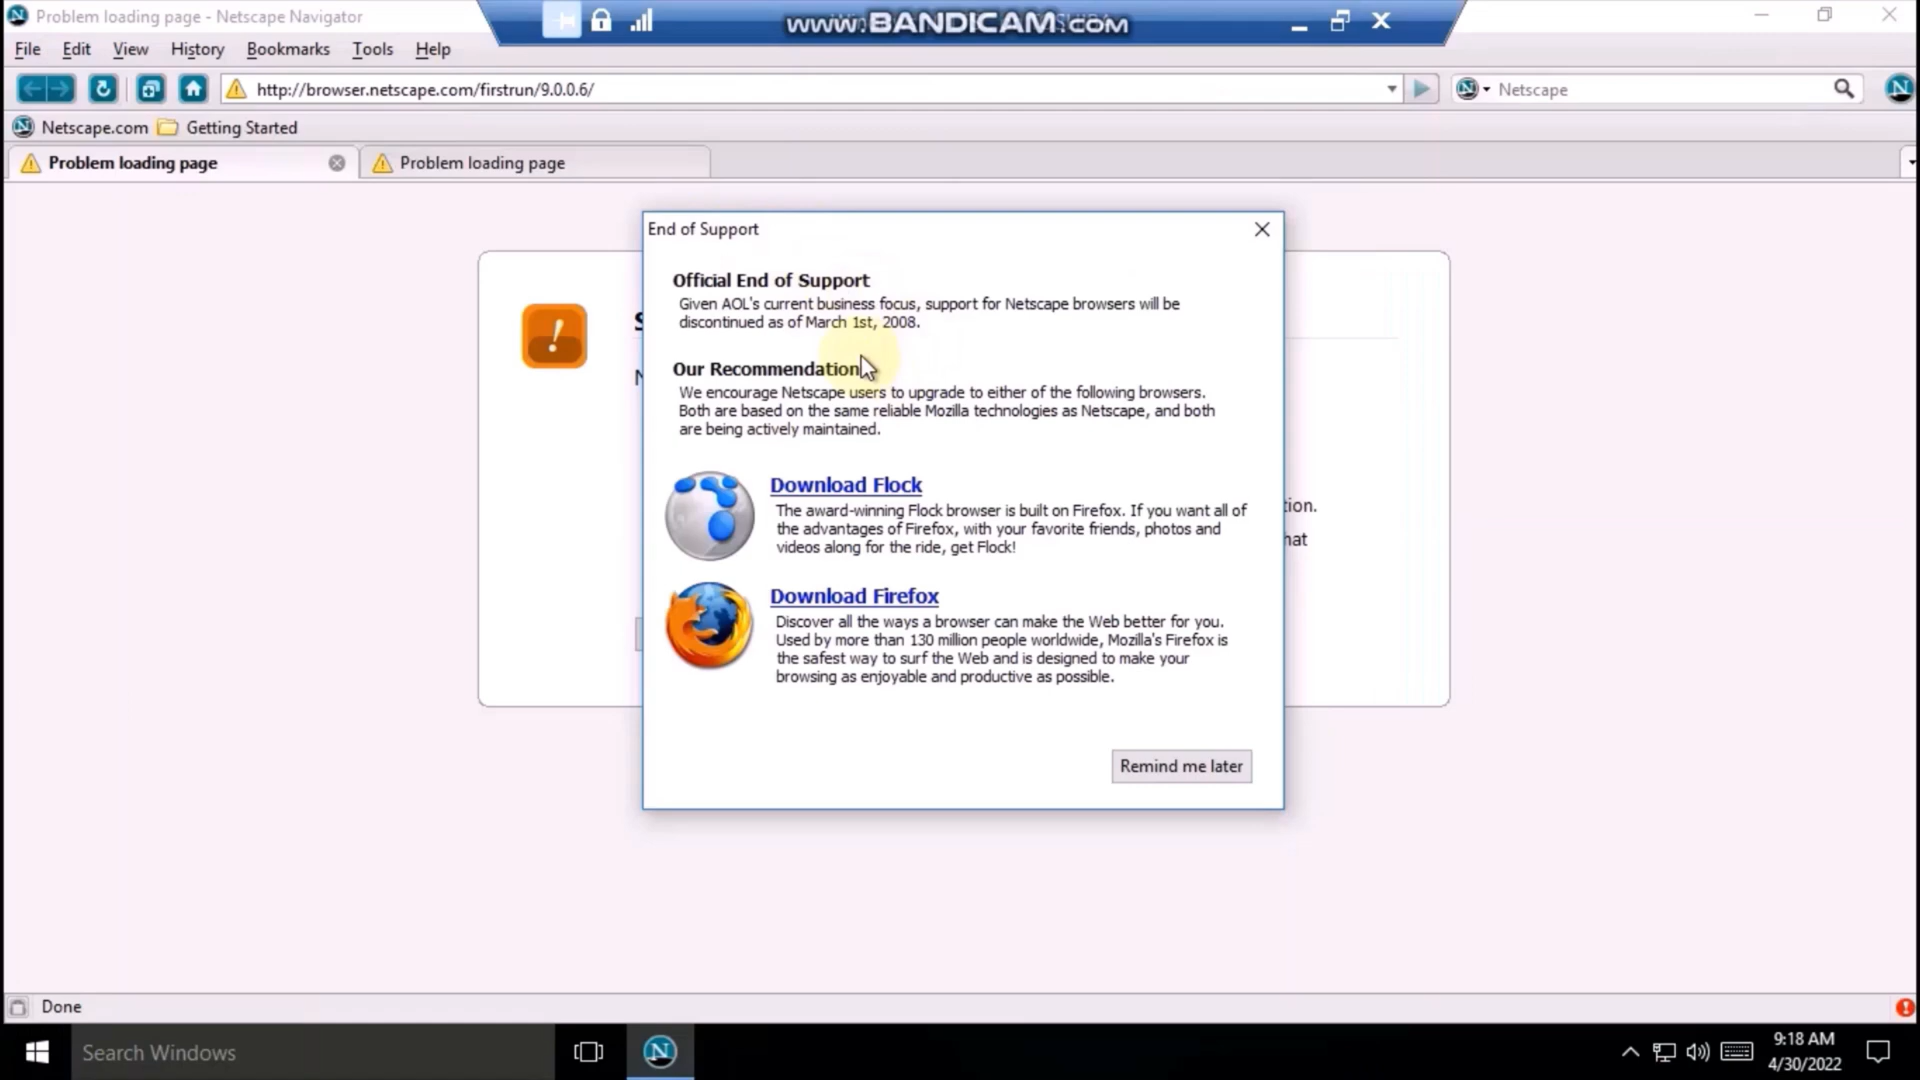 Problem loading page - Netscape Navigator
www.BANDICAM.com
File Edit View History Bookmarks Tools Help
http://browser.netscape.com/firstrun/9.0.0.6/
Netscape
Netscape.com Getting Started
Problem loading page
Problem loading page
End of Support
Official End of Support
Given AOL's current business focus, support for Netscape browsers will be
discontinued as of March 1st, 2008.
Our Recommendation
We encourage Netscape users to upgrade to either of the following browsers.
Both are based on the same reliable Mozilla technologies as Netscape, and both
are being actively maintained.
Download Flock
The award-winning Flock browser is built on Firefox. If you want all of
the advantages of Firefox, with your favorite friends, photos and
videos along for the ride, get Flock!
Download Firefox
Discover all the ways a browser can make the Web better for you.
Used by more than 130 million people worldwide, Mozilla's Firefox is
the safest way to surf the Web and is designed to make your
browsing as enjoyable and productive as possible.
Remind me later
Done
Search Windows
9:18 AM
4/30/2022